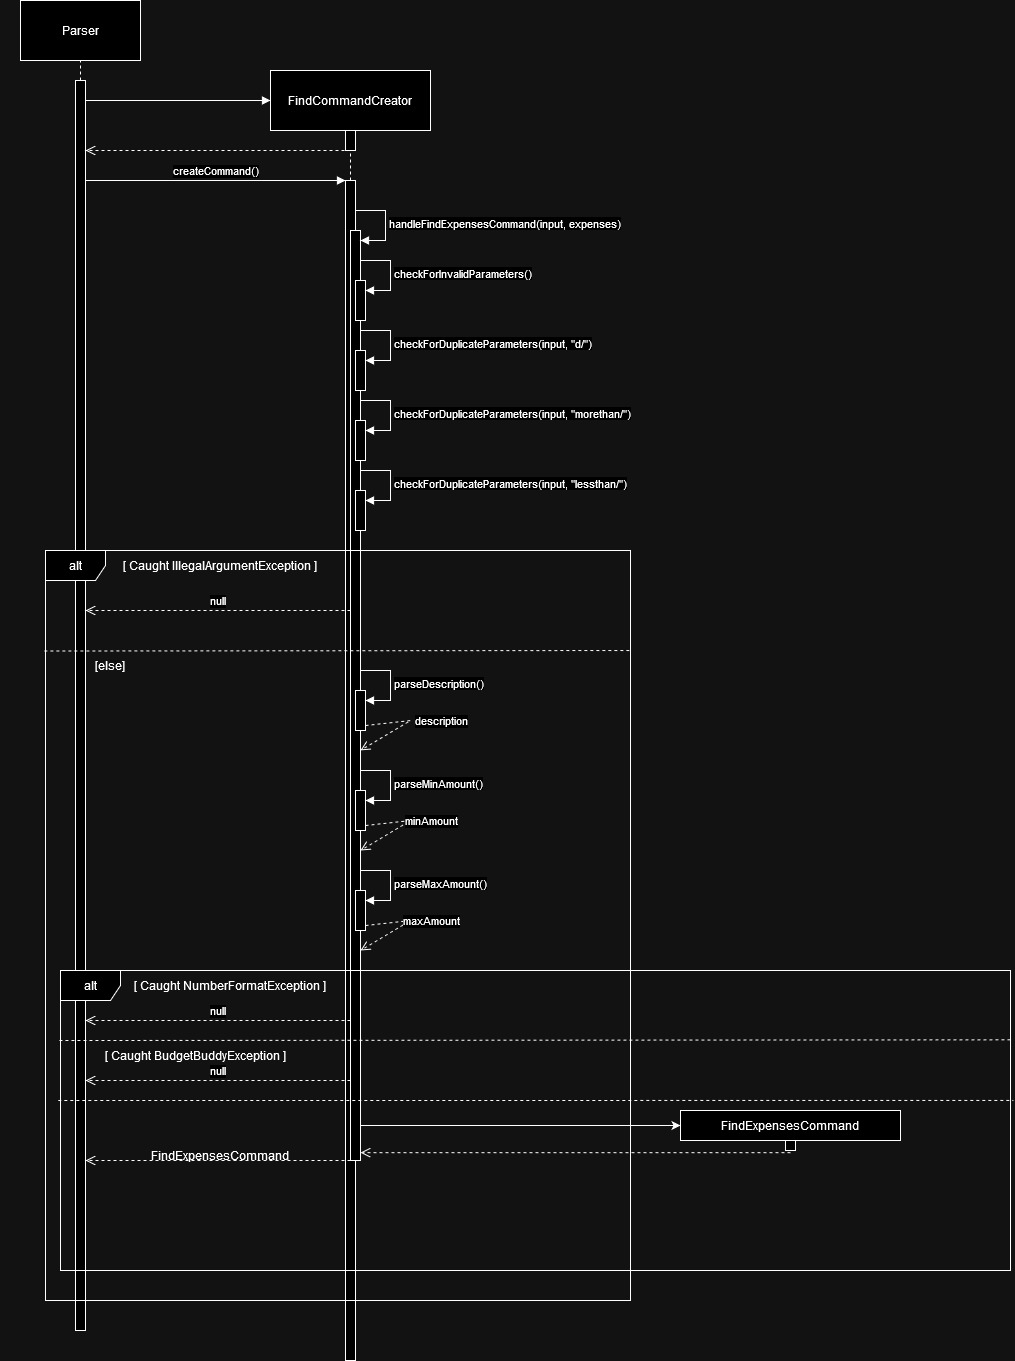 Parser
FindCommandCreator
createCommand()
handleFindExpensesCommand(input, expenses)
checkForInvalidParameters()
checkForDuplicateParameters(input, "d/")
checkForDuplicateParameters(input, "morethan/")
checkForDuplicateParameters(input, "lessthan/")
alt [ Caught IllegalArgumentException ]
null
[else]
parseDescription()
description
parseMinAmount()
minAmount
parseMaxAmount()
maxAmount
alt [ Caught NumberFormatException ]
null
[ Caught BudgetBuddyException ]
null
FindExpensesCommand
FindExpensesCommand